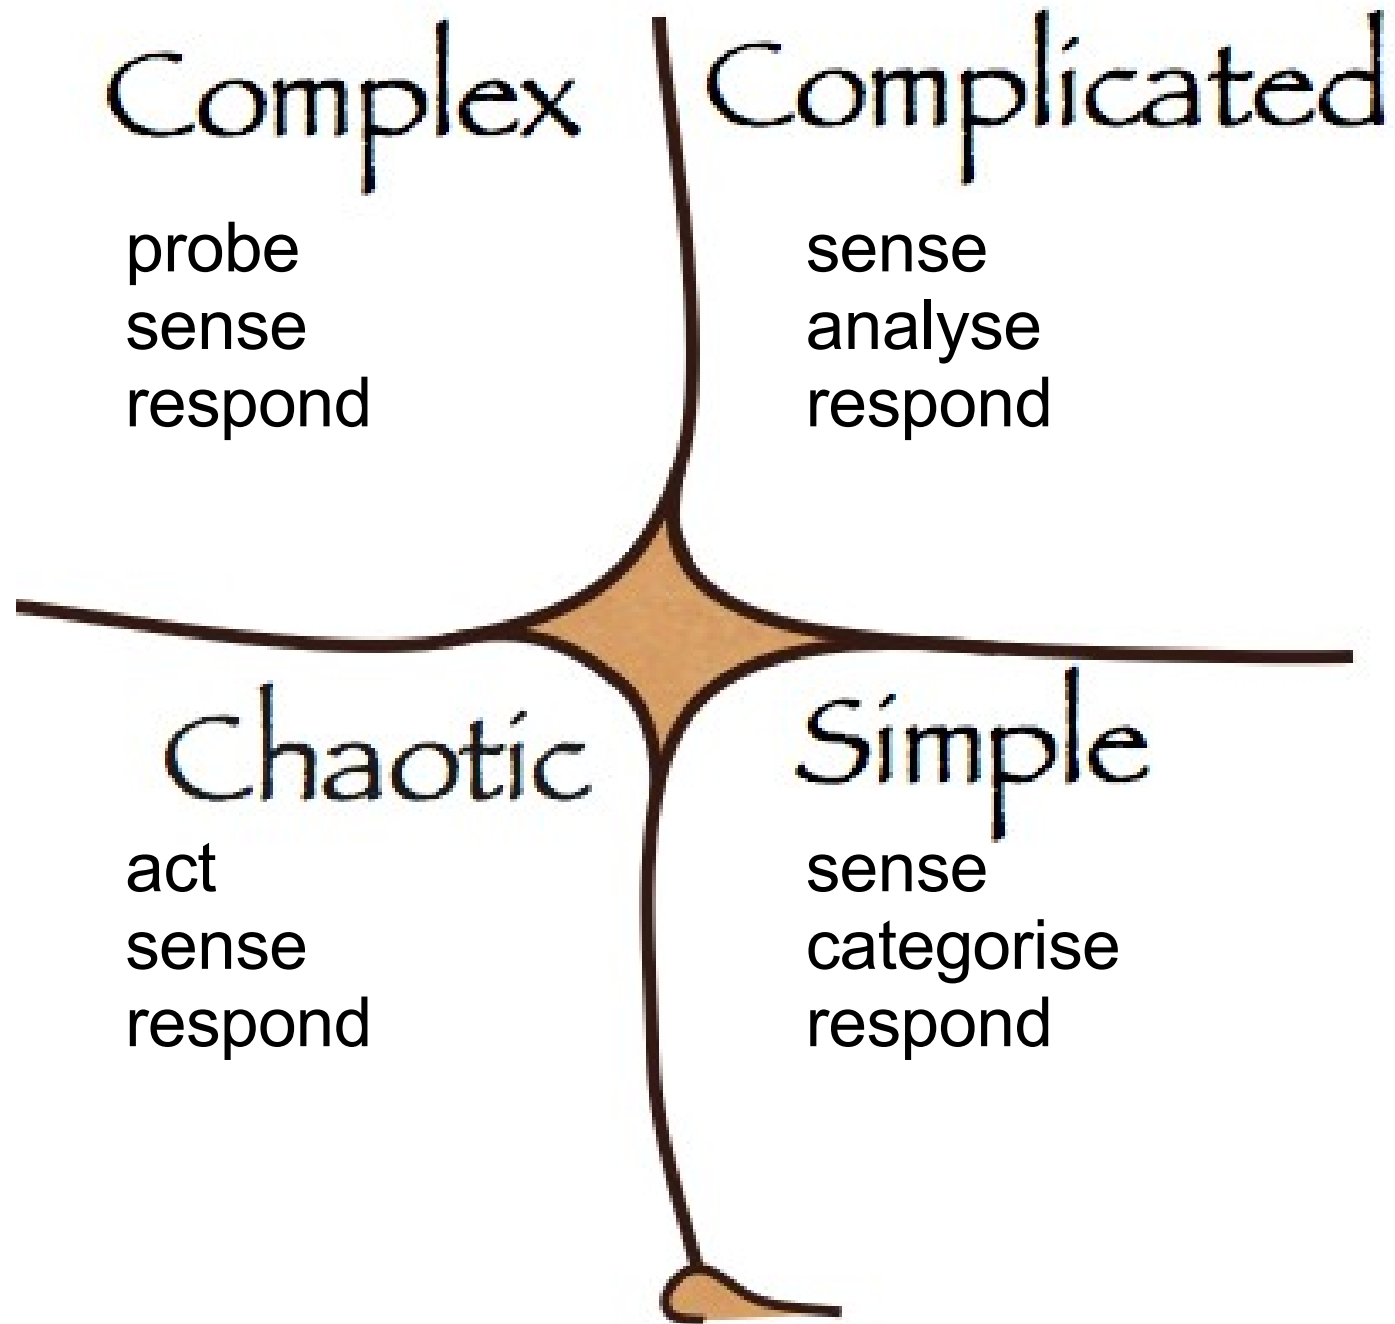 Complex
probe
sense
respond
Complicated
sense
analyse
respond
Chaotic
act
sense
respond
Simple
sense
categorise
respond